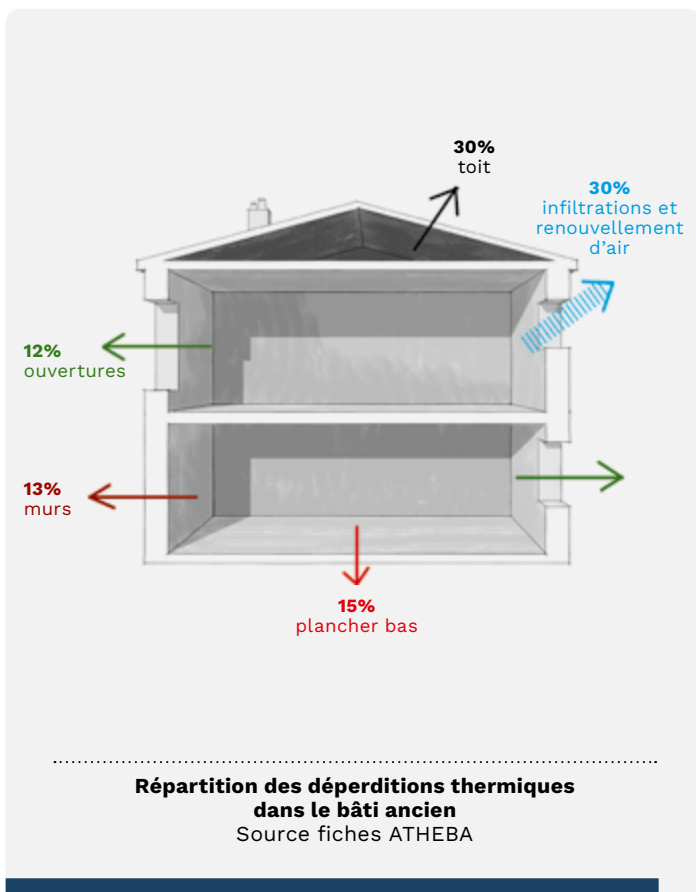 30%
toit
30%
infiltrations et
renouvellement
d’air
12%
ouvertures
13%
murs
15%
plancher bas
Répartition des déperditions thermiques
dans le bâti ancien
Source fiches ATHEBA